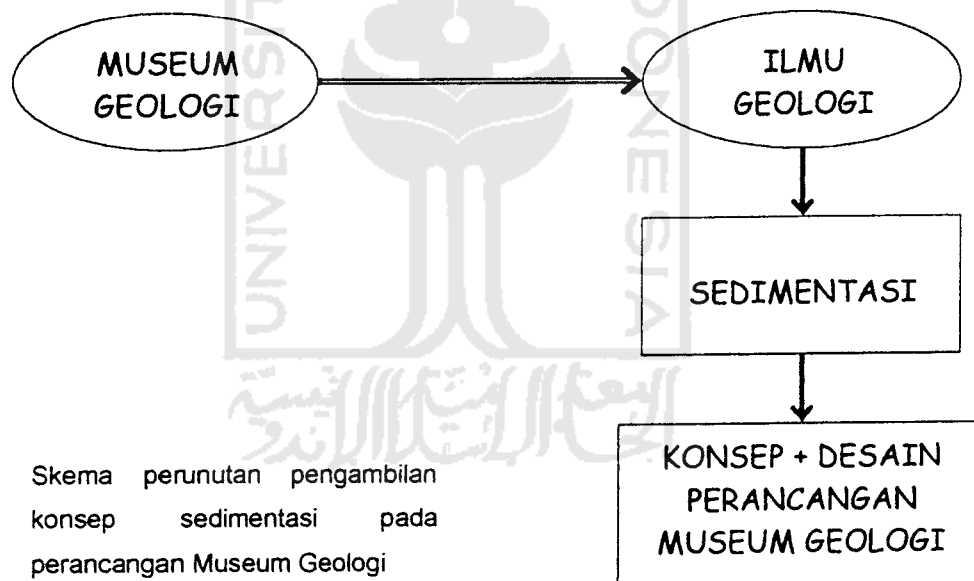 MUSEUM
GEOLOGI
ILMU
GEOLOGI
SEDIMENTASI
KONSEP + DESAIN
PERANCANGAN
MUSEUM GEOLOGI
Skema perunutan pengambilan
konsep sedimentasi pada
perancangan Museum Geologi